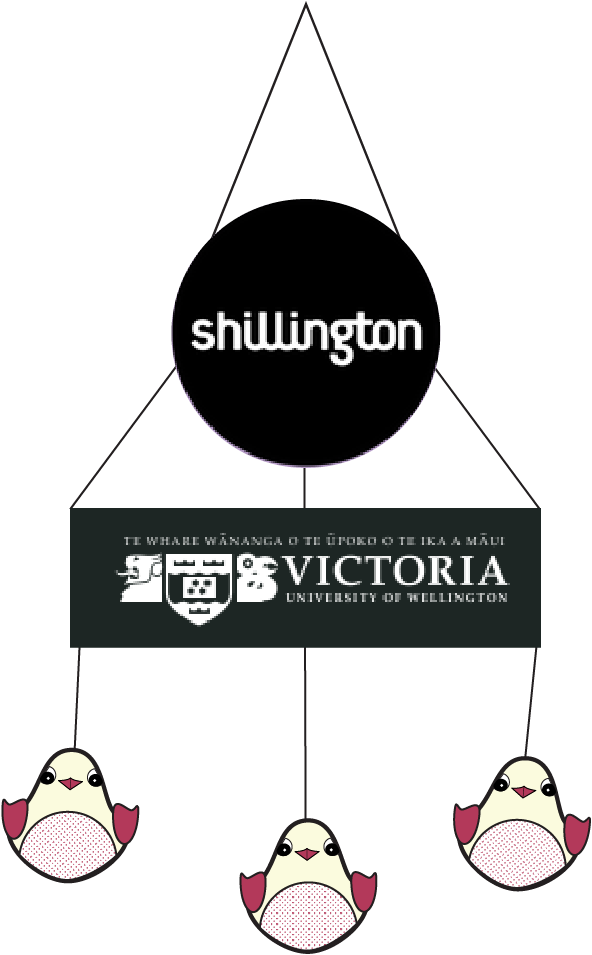 shillington
TE WHARE WĀNANGA O TE ŪPOKO O TE IKA A MĀUI
VICTORIA
UNIVERSITY OF WELLINGTON